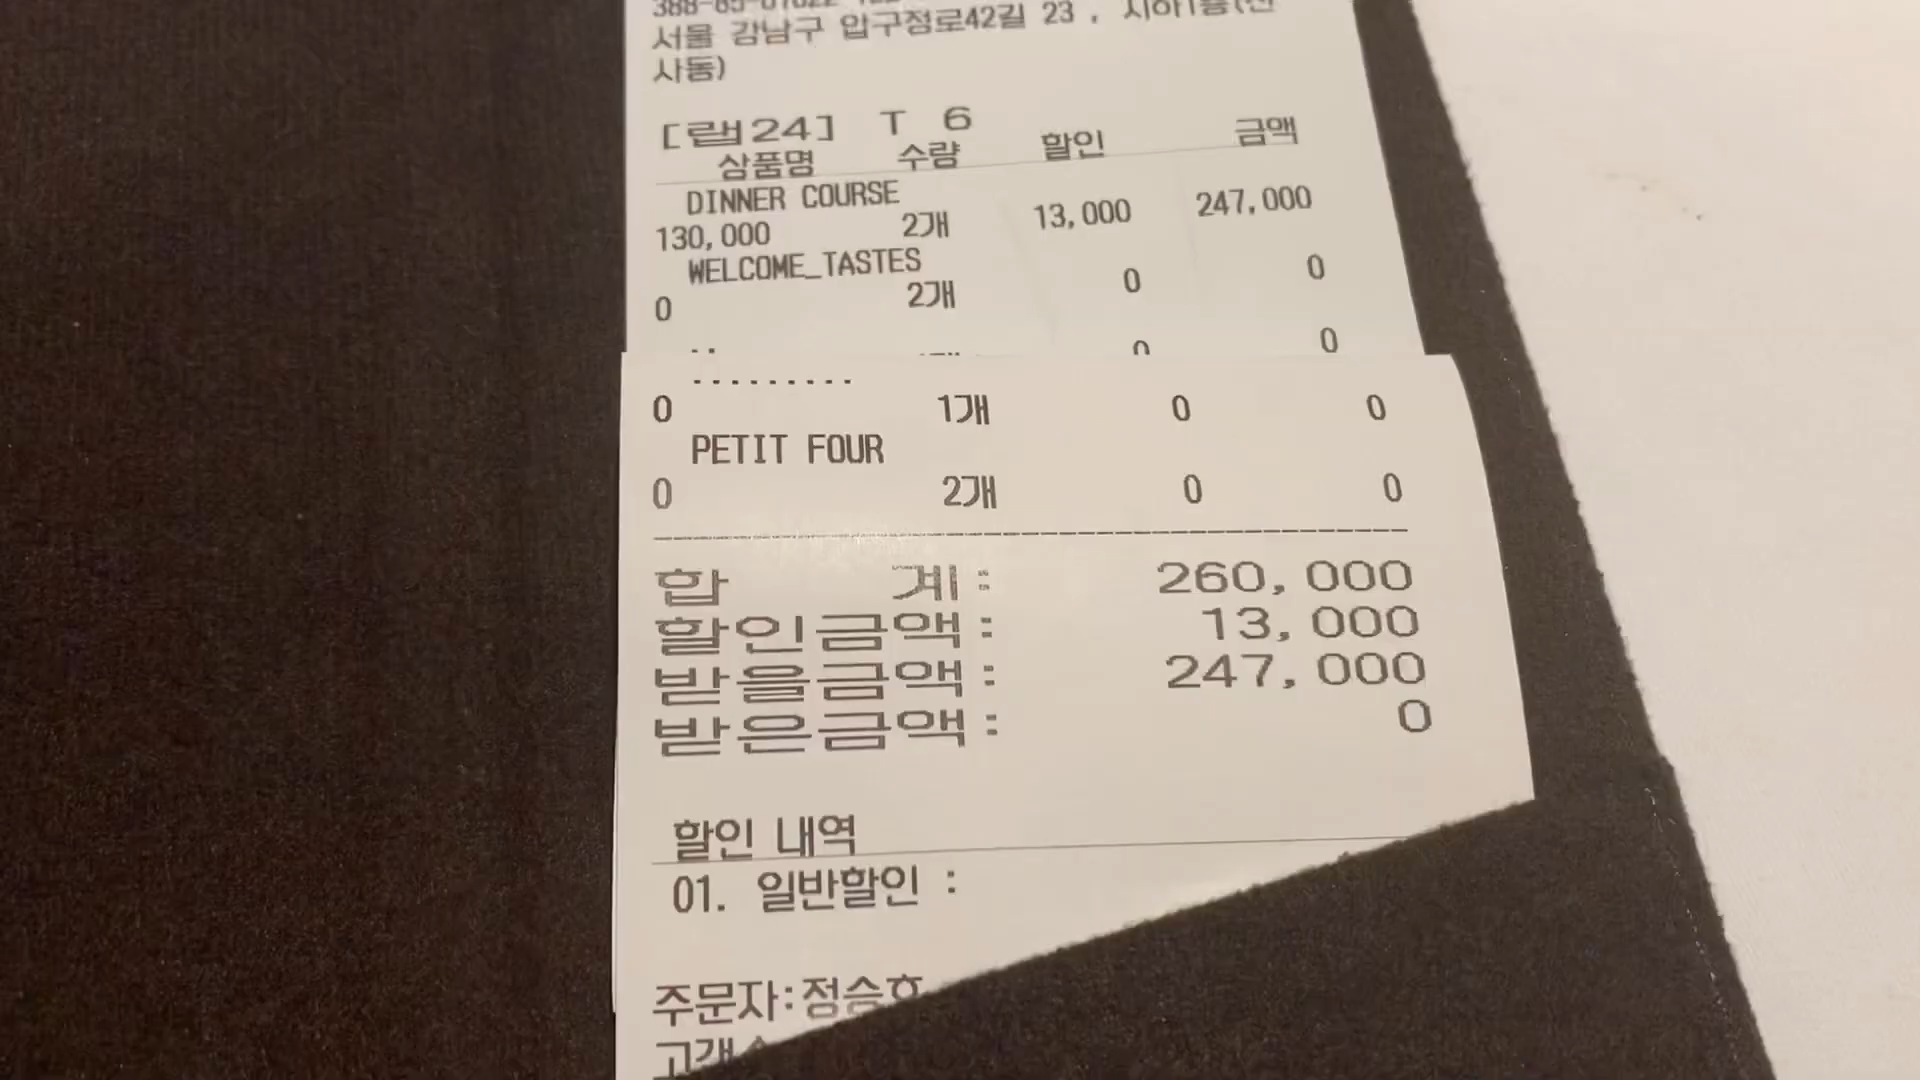 서울 강남구 압구정로42길 23 ,
사동)
[랩24] T 6
상품명 수량 할인 금액
DINNER COURSE
130,000 2개 13,000 247,000
WELCOME_TASTES
0 2개 0 0
0 0
.........
0 1개 0 0
PETIT FOUR
0 2개 0 0
합 계: 260,000
할인금액: 13,000
받을금액: 247,000
받은금액: 0
할인 내역
01. 일반할인 :
주문자:정승호